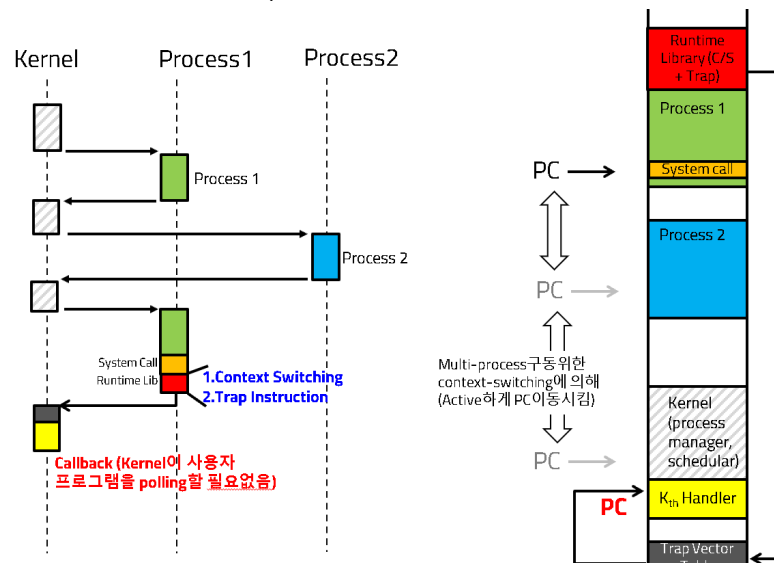 Kernel
Process1
Process2
Process 1
Process 2
System Call
Runtime Lib
1.Context Switching
2.Trap Instruction
Callback (Kernel이 사용자
프로그램을 polling할 필요없음)
PC
PC
Multi-process구동위한
context-switching에 의해
(Active하게 PC이동시킴)
PC
PC
Runtime
Library (C/S
+ Trap)
Process 1
System call
Process 2
Kernel
(process
manager,
schedular)
Kth Handler
Trap Vector